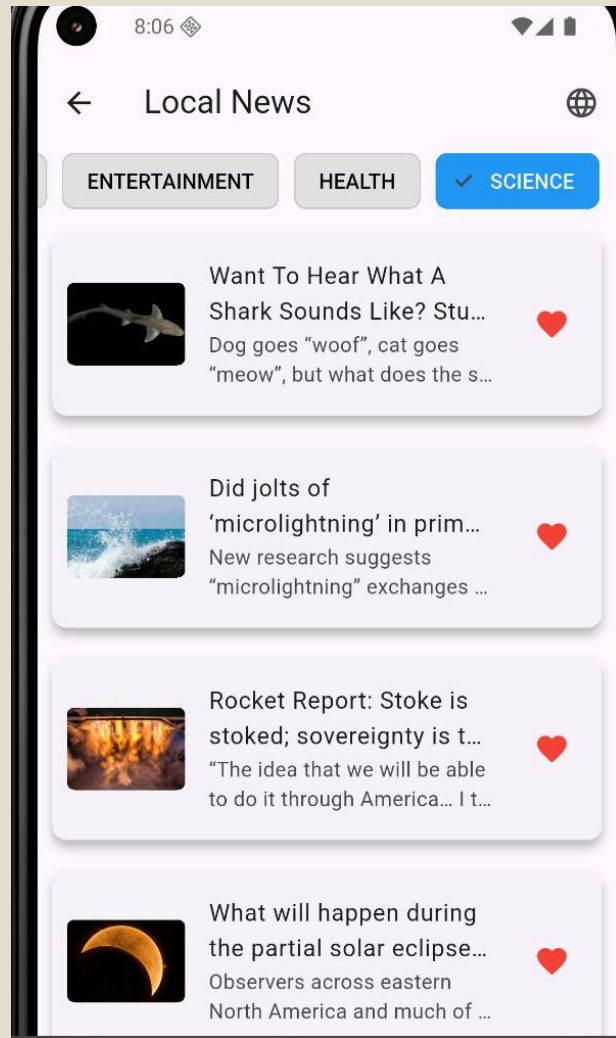 8:06
Local News
ENTERTAINMENT
HEALTH
SCIENCE
Want To Hear What A
Shark Sounds Like? Stu...
Dog goes “woof”, cat goes
“meow”, but what does the s...
Did jolts of
‘microlightning’ in prim...
New research suggests
“microlightning” exchanges ...
Rocket Report: Stoke is
stoked; sovereignty is t...
“The idea that we will be able
to do it through America… I t...
What will happen during
the partial solar eclipse...
Observers across eastern
North America and much of ...